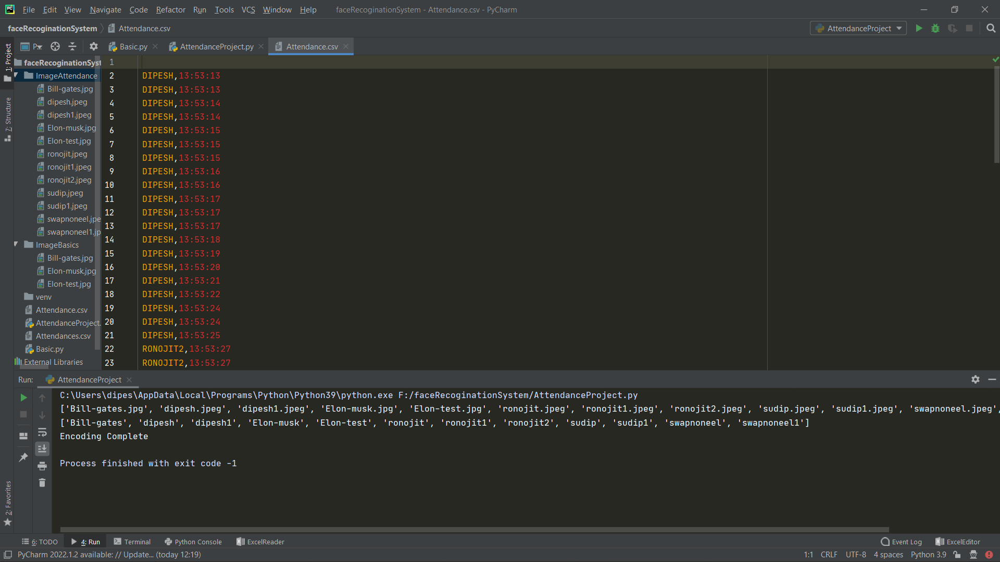 PC File Edit View Navigate Code Refactor Run Tools VCS Window Help faceRecoginationSystem - Attendance.csv - PyCharm
faceRecoginationSystem Attendance.csv AttendanceProject
P... Basic.py AttendanceProject.py Attendance.csv
1: Project
7: Structure
2: Favorites
faceRecoginationSyst
ImageAttendance
Bill-gates.jpg
dipesh.jpeg
dipesh1.jpeg
Elon-musk.jpg
Elon-test.jpg
ronojit.jpeg
ronojit1.jpeg
ronojit2.jpeg
sudip.jpeg
sudip1.jpeg
swapnoneel.jpe
swapnoneel1.jp
ImageBasics
Bill-gates.jpg
Elon-musk.jpg
Elon-test.jpg
venv
Attendance.csv
AttendanceProject.
Attendances.csv
Basic.py
External Libraries
1
2 DIPESH,13:53:13
3 DIPESH,13:53:13
4 DIPESH,13:53:14
5 DIPESH,13:53:14
6 DIPESH,13:53:15
7 DIPESH,13:53:15
8 DIPESH,13:53:15
9 DIPESH,13:53:16
10 DIPESH,13:53:16
11 DIPESH,13:53:17
12 DIPESH,13:53:17
13 DIPESH,13:53:17
14 DIPESH,13:53:18
15 DIPESH,13:53:19
16 DIPESH,13:53:20
17 DIPESH,13:53:21
18 DIPESH,13:53:22
19 DIPESH,13:53:24
20 DIPESH,13:53:24
21 DIPESH,13:53:25
22 RONOJIT2,13:53:27
23 RONOJIT2,13:53:27
Run: AttendanceProject
C:\Users\dipes\AppData\Local\Programs\Python\Python39\python.exe F:/faceRecoginationSystem/AttendanceProject.py
['Bill-gates.jpg', 'dipesh.jpeg', 'dipesh1.jpeg', 'Elon-musk.jpg', 'Elon-test.jpg', 'ronojit.jpeg', 'ronojit1.jpeg', 'ronojit2.jpeg', 'sudip.jpeg', 'sudip1.jpeg', 'swapnoneel.jpeg',
['Bill-gates', 'dipesh', 'dipesh1', 'Elon-musk', 'Elon-test', 'ronojit', 'ronojit1', 'ronojit2', 'sudip', 'sudip1', 'swapnoneel', 'swapnoneel1']
Encoding Complete
Process finished with exit code -1
6: TODO 4: Run Terminal Python Console ExcelReader Event Log ExcelEditor
PyCharm 2022.1.2 available: // Update... (today 12:19) 1:1 CRLF UTF-8 4 spaces Python 3.9